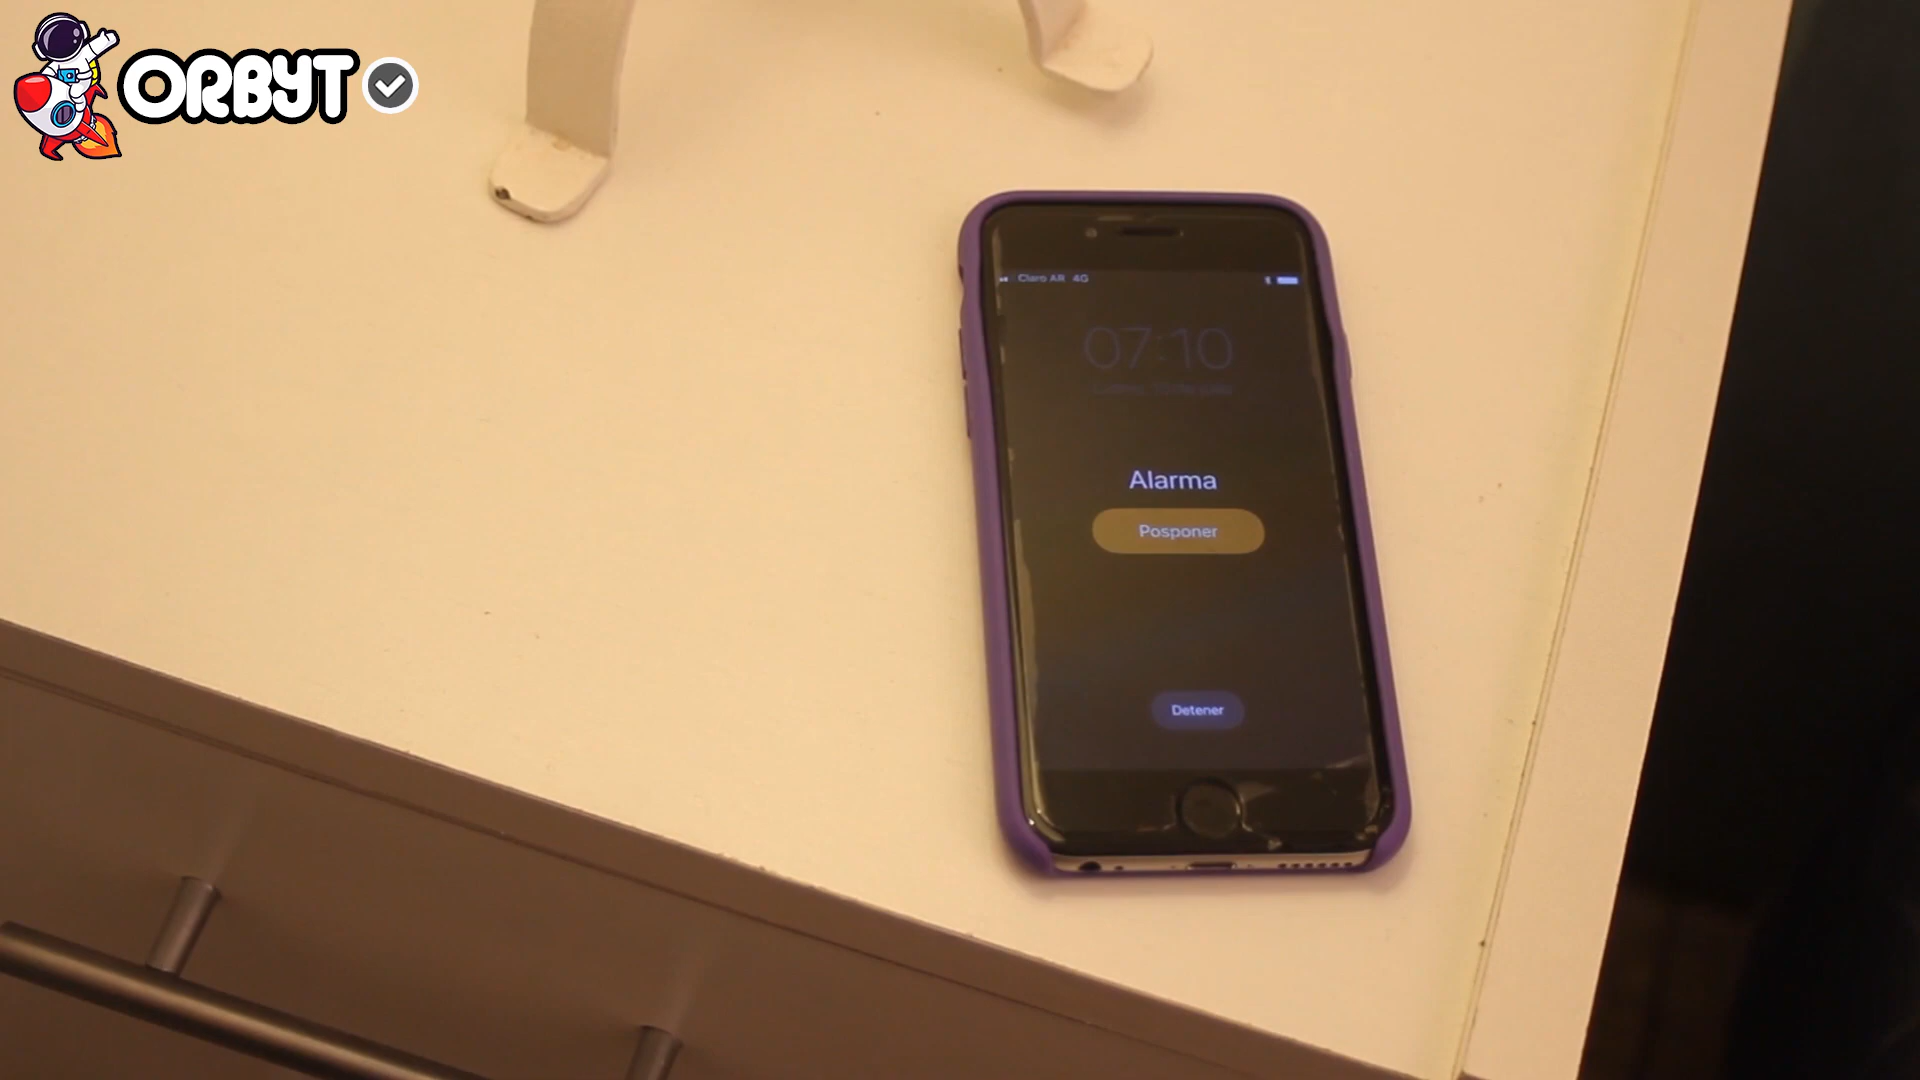 ORBYT
Claro AR 4G
07:10
Alarma
Posponer
Detener